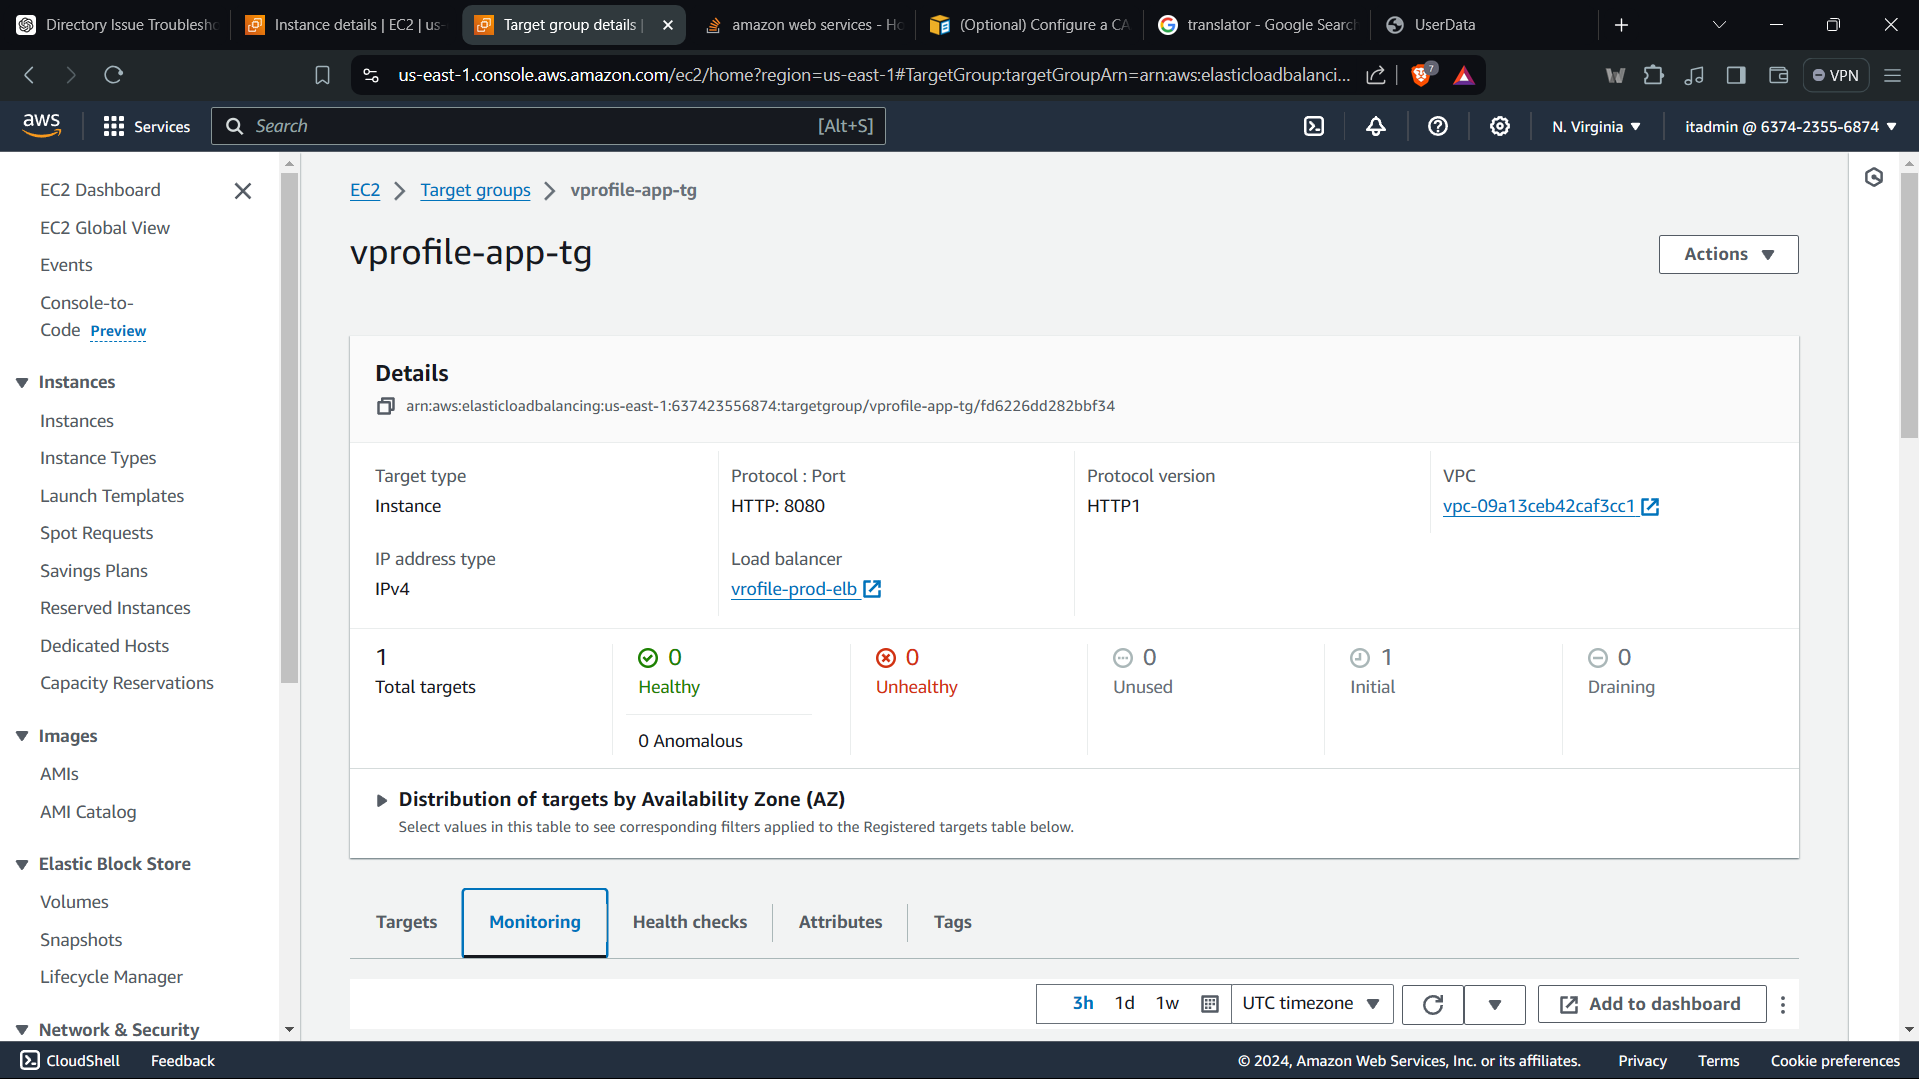 Directory Issue Troublesho
Instance details | EC2 | us-
Target group details |
amazon web services - Ho
(Optional) Configure a CA
translator - Google Search
UserData
us-east-1.console.aws.amazon.com/ec2/home?region=us-east-1#TargetGroup:targetGroupArn=arn:aws:elasticloadbalanci...
7
VPN
aws
Services
Search
[Alt+S]
N. Virginia
itadmin @ 6374-2355-6874
EC2 Dashboard
EC2 Global View
Events
Console-to-
Code Preview
Instances
Instances
Instance Types
Launch Templates
Spot Requests
Savings Plans
Reserved Instances
Dedicated Hosts
Capacity Reservations
Images
AMIs
AMI Catalog
Elastic Block Store
Volumes
Snapshots
Lifecycle Manager
Network & Security
EC2 > Target groups > vprofile-app-tg
vprofile-app-tg
Actions
Details
arn:aws:elasticloadbalancing:us-east-1:637423556874:targetgroup/vprofile-app-tg/fd6226dd282bbf34
Target type
Instance
Protocol : Port
HTTP: 8080
Protocol version
HTTP1
VPC
vpc-09a13ceb42caf3cc1
IP address type
IPv4
Load balancer
vrofile-prod-elb
1
Total targets
0
Healthy
0 Anomalous
0
Unhealthy
0
Unused
1
Initial
0
Draining
Distribution of targets by Availability Zone (AZ)
Select values in this table to see corresponding filters applied to the Registered targets table below.
Targets
Monitoring
Health checks
Attributes
Tags
3h 1d 1w
UTC timezone
Add to dashboard
CloudShell
Feedback
© 2024, Amazon Web Services, Inc. or its affiliates.
Privacy
Terms
Cookie preferences